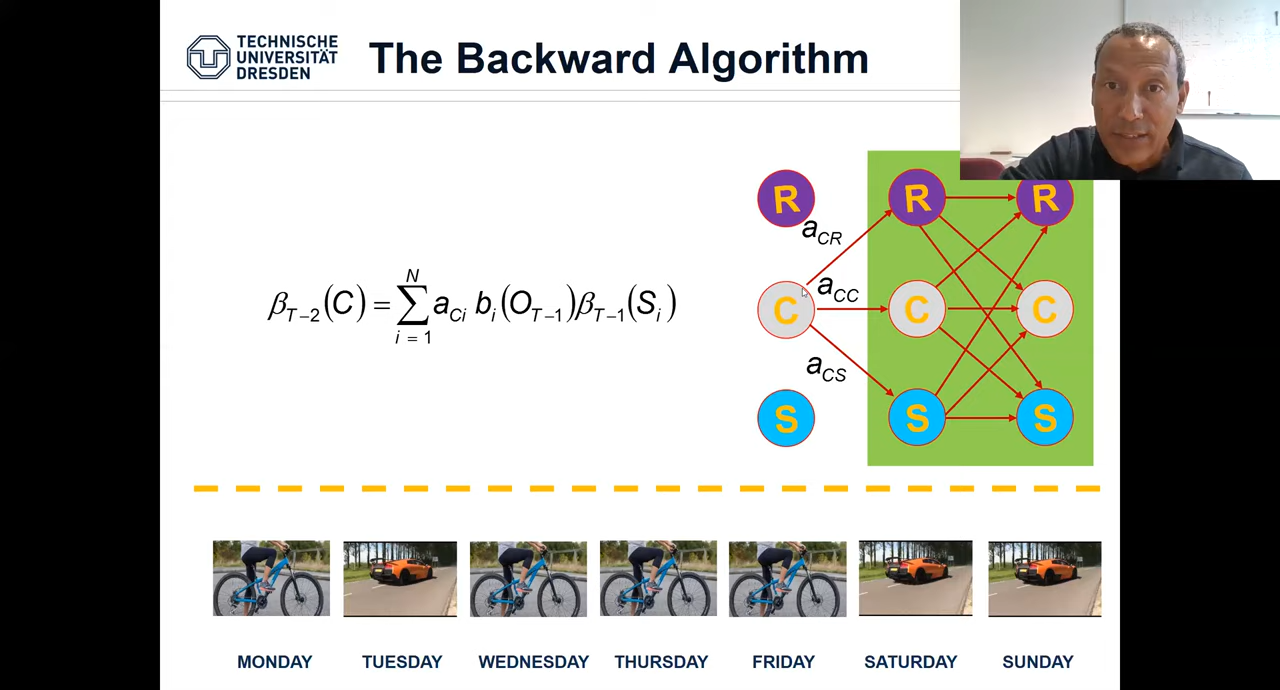 TECHNISCHE
UNIVERSITÄT
DRESDEN
The Backward Algorithm
β_{T-2}(C) = \sum_{i=1}^{N} a_{Ci} b_i(O_{T-1}) β_{T-1}(S_i)
R R R
a_{CR}
a_{CC}
C C C
a_{CS}
S S S
MONDAY TUESDAY WEDNESDAY THURSDAY FRIDAY SATURDAY SUNDAY